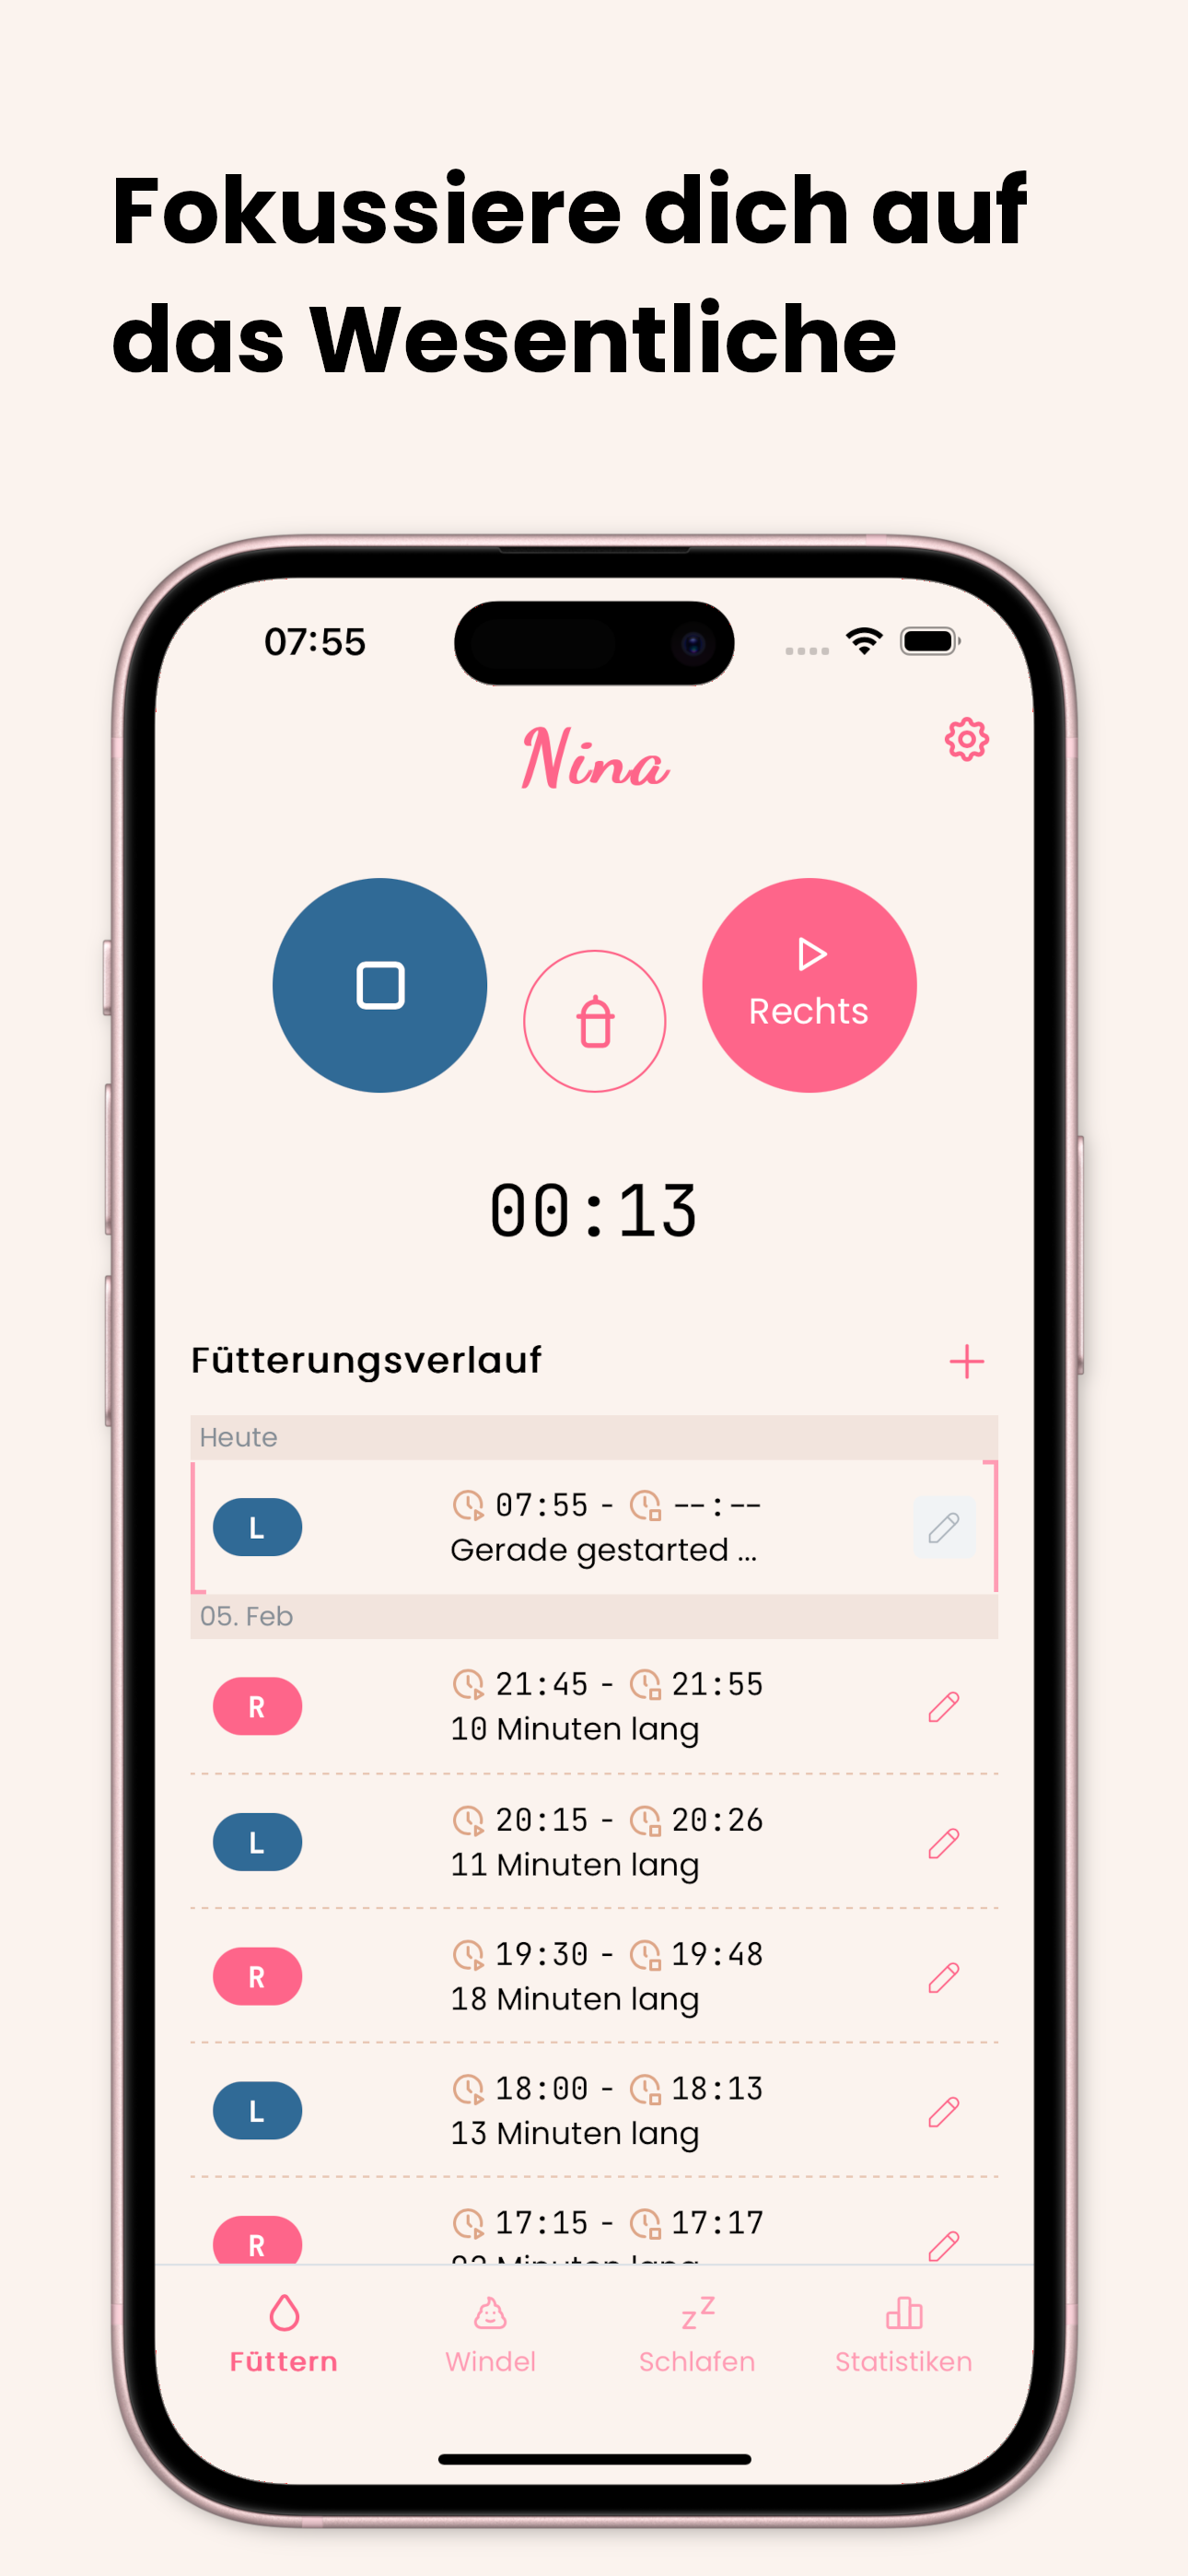 Fokussiere dich auf
das Wesentliche
07:55
Nina
Rechts
00:13
Fütterungsverlauf
Heute
L
07:55 - --:--
Gerade gestarted ...
05. Feb
R
21:45 - 21:55
10 Minuten lang
L
20:15 - 20:26
11 Minuten lang
R
19:30 - 19:48
18 Minuten lang
L
18:00 - 18:13
13 Minuten lang
R
17:15 - 17:17
Minuten lang
Füttern
Windel
Schlafen
Statistiken